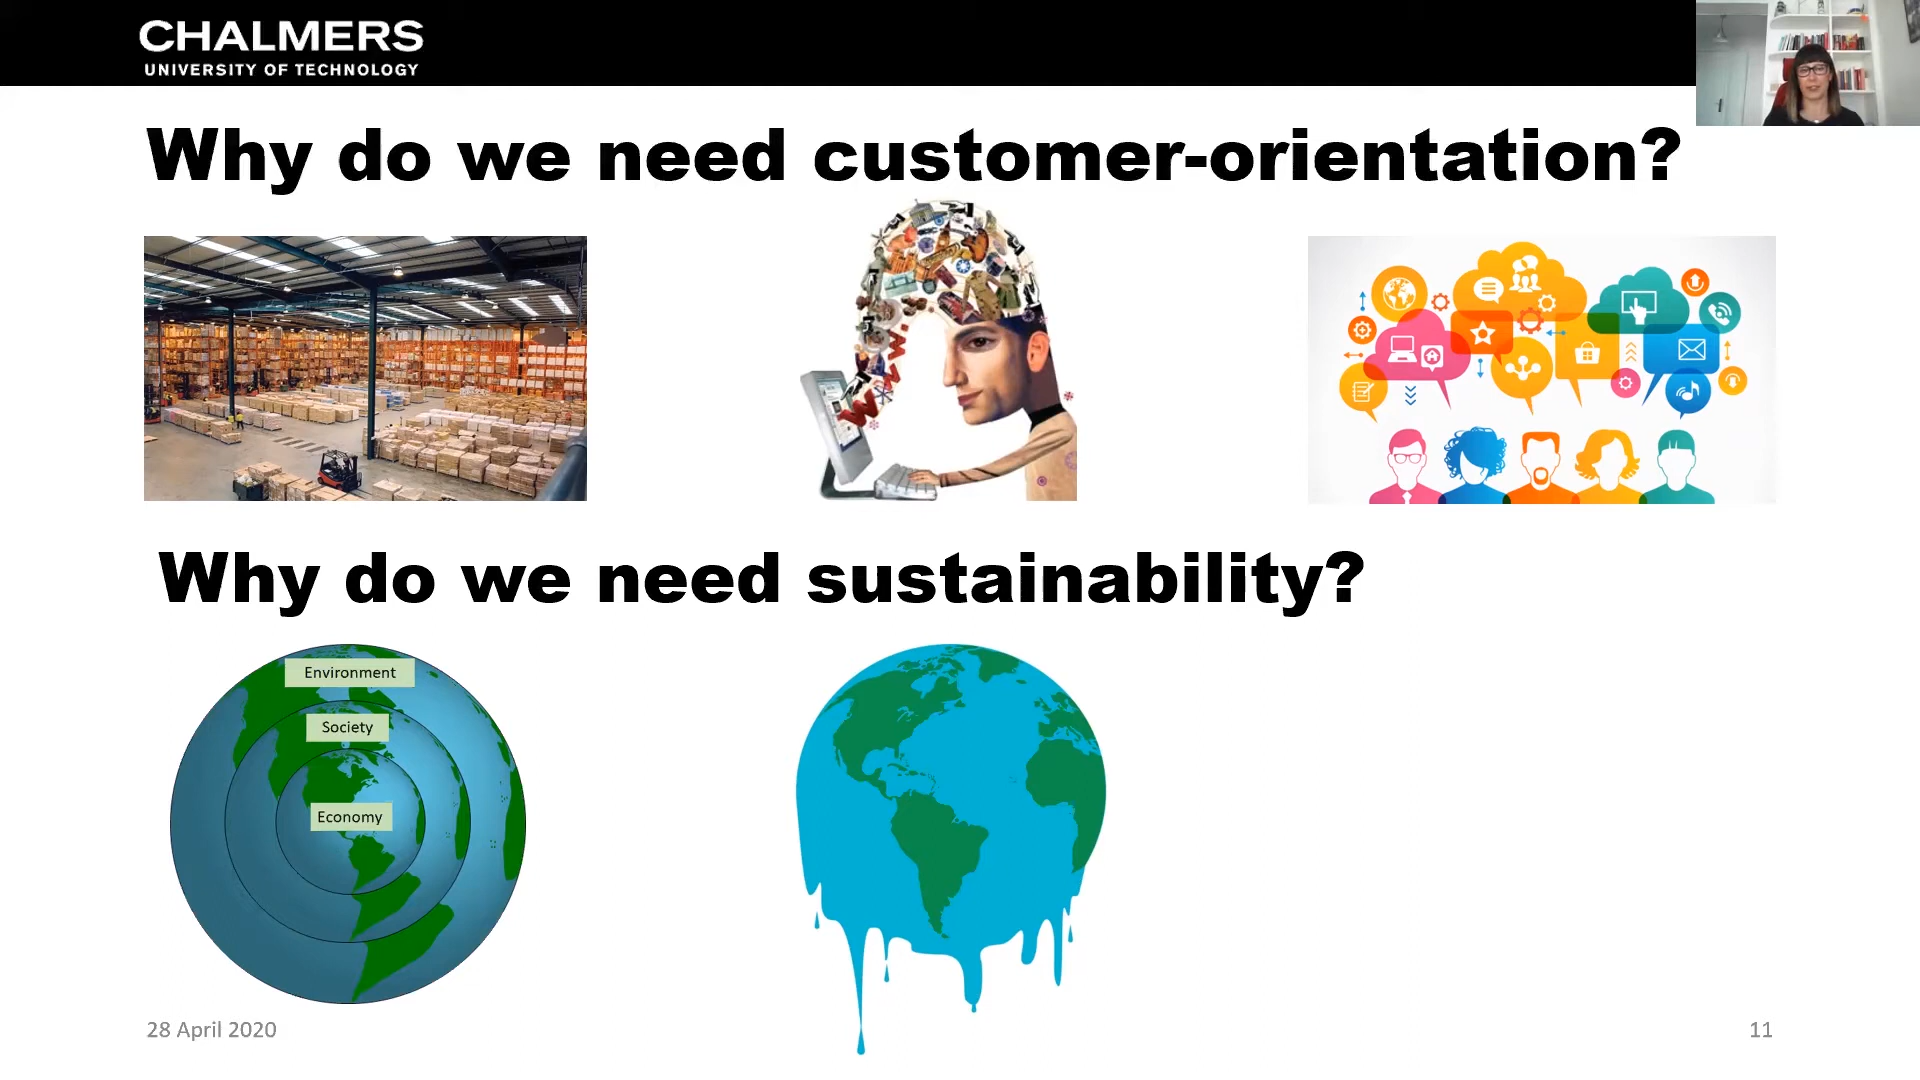 CHALMERS
UNIVERSITY OF TECHNOLOGY
Why do we need customer-orientation?
Why do we need sustainability?
Environment
Society
Economy
28 April 2020
11